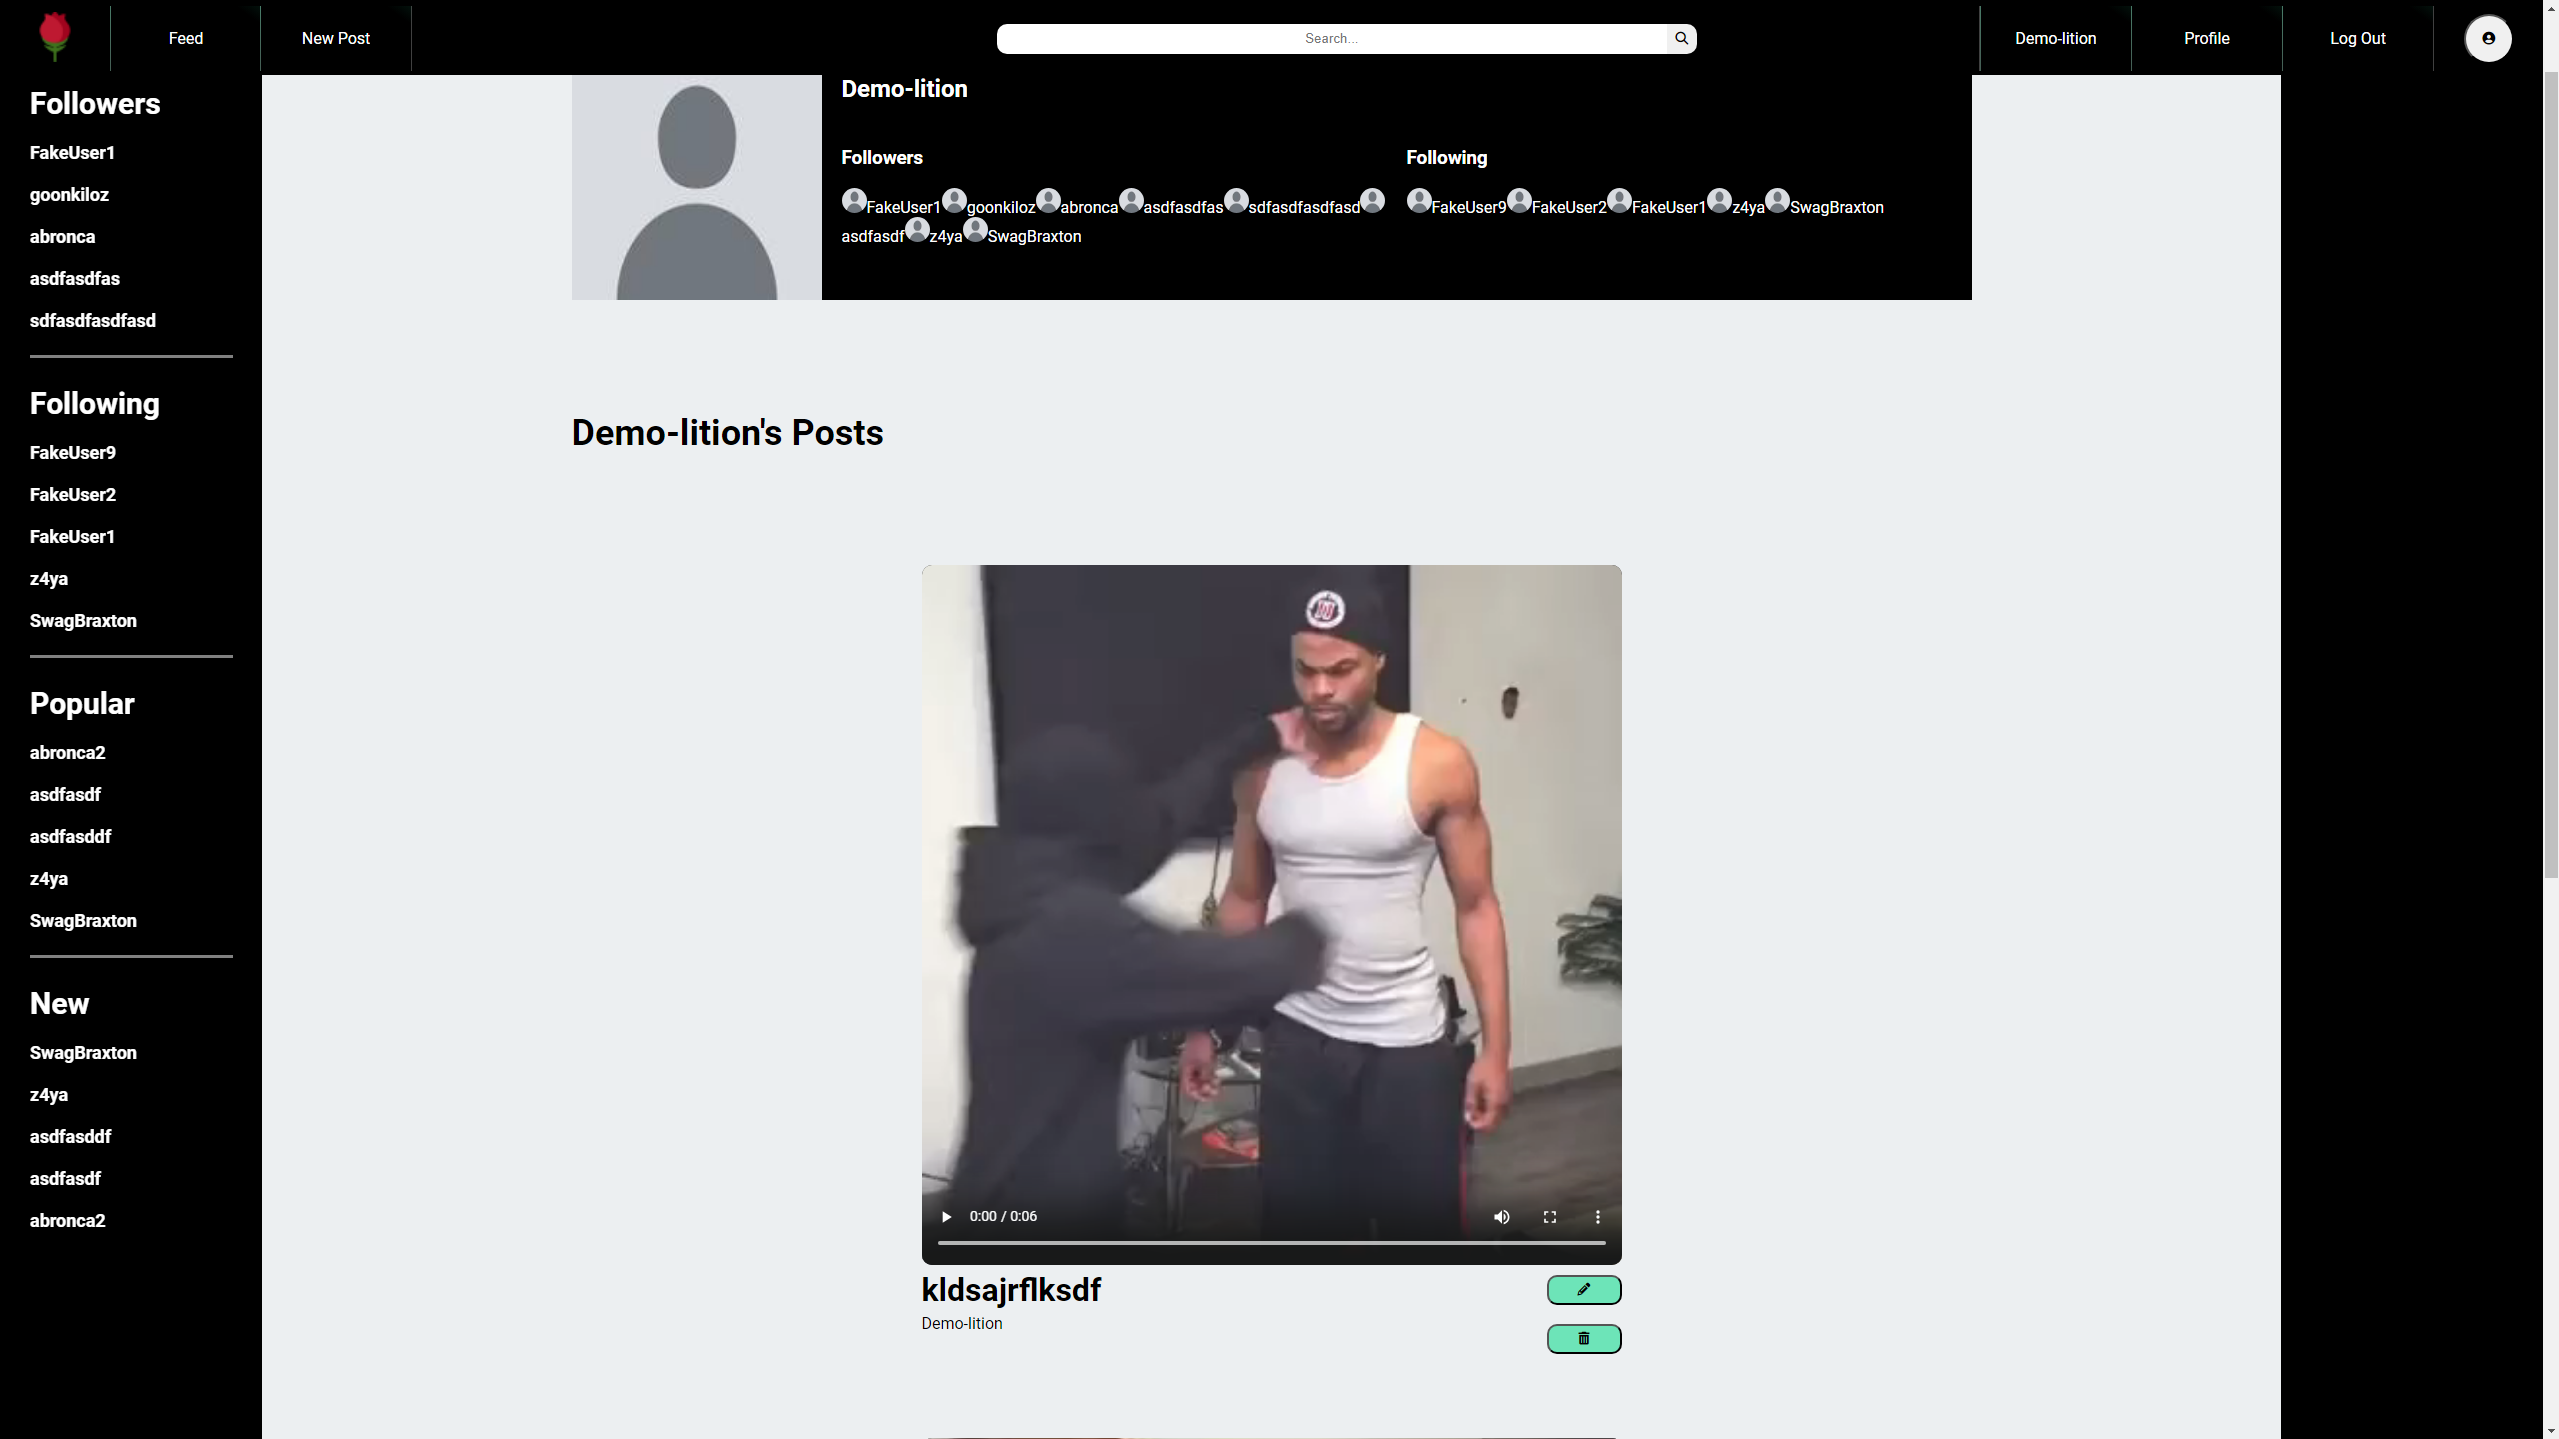 Feed
New Post
Search...
Demo-lition
Profile
Log Out
Followers
FakeUser1
goonkiloz
abronca
asdfasdfas
sdfasdfasdfasd
Following
FakeUser9
FakeUser2
FakeUser1
z4ya
SwagBraxton
Popular
abronca2
asdfasdf
asdfasddf
z4ya
SwagBraxton
New
SwagBraxton
z4ya
asdfasddf
asdfasdf
abronca2
Demo-lition
Followers
FakeUser1 goonkiloz abronca asdfasdfas sdfasdfasdfasd
asdfasdf z4ya SwagBraxton
Following
FakeUser9 FakeUser2 FakeUser1 z4ya SwagBraxton
Demo-lition's Posts
0:00 / 0:06
kldsajrflksdf
Demo-lition